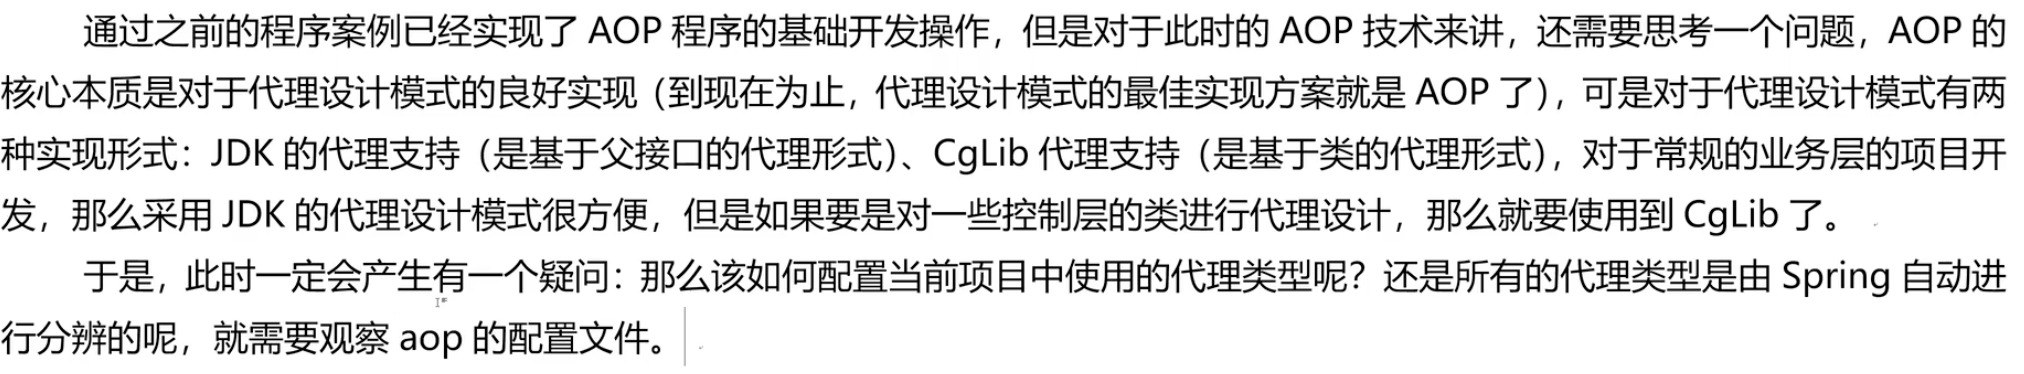 通过之前的程序案例已经实现了 AOP 程序的基础开发操作，但是对于此时的 AOP 技术来讲，还需要思考一个问题，AOP 的
核心本质是对于代理设计模式的良好实现（到现在为止，代理设计模式的最佳实现方案就是 AOP 了），可是对于代理设计模式有两
种实现形式：JDK 的代理支持（是基于父接口的代理形式）、CgLib 代理支持（是基于类的代理形式），对于常规的业务层的项目开
发，那么采用 JDK 的代理设计模式很方便，但是如果要是对一些控制层的类进行代理设计，那么就要使用到 CgLib 了。
于是，此时一定会产生有一个疑问：那么该如何配置当前项目中使用的代理类型呢？还是所有的代理类型是由 Spring 自动进
行分辨的呢，就需要观察 aop 的配置文件。